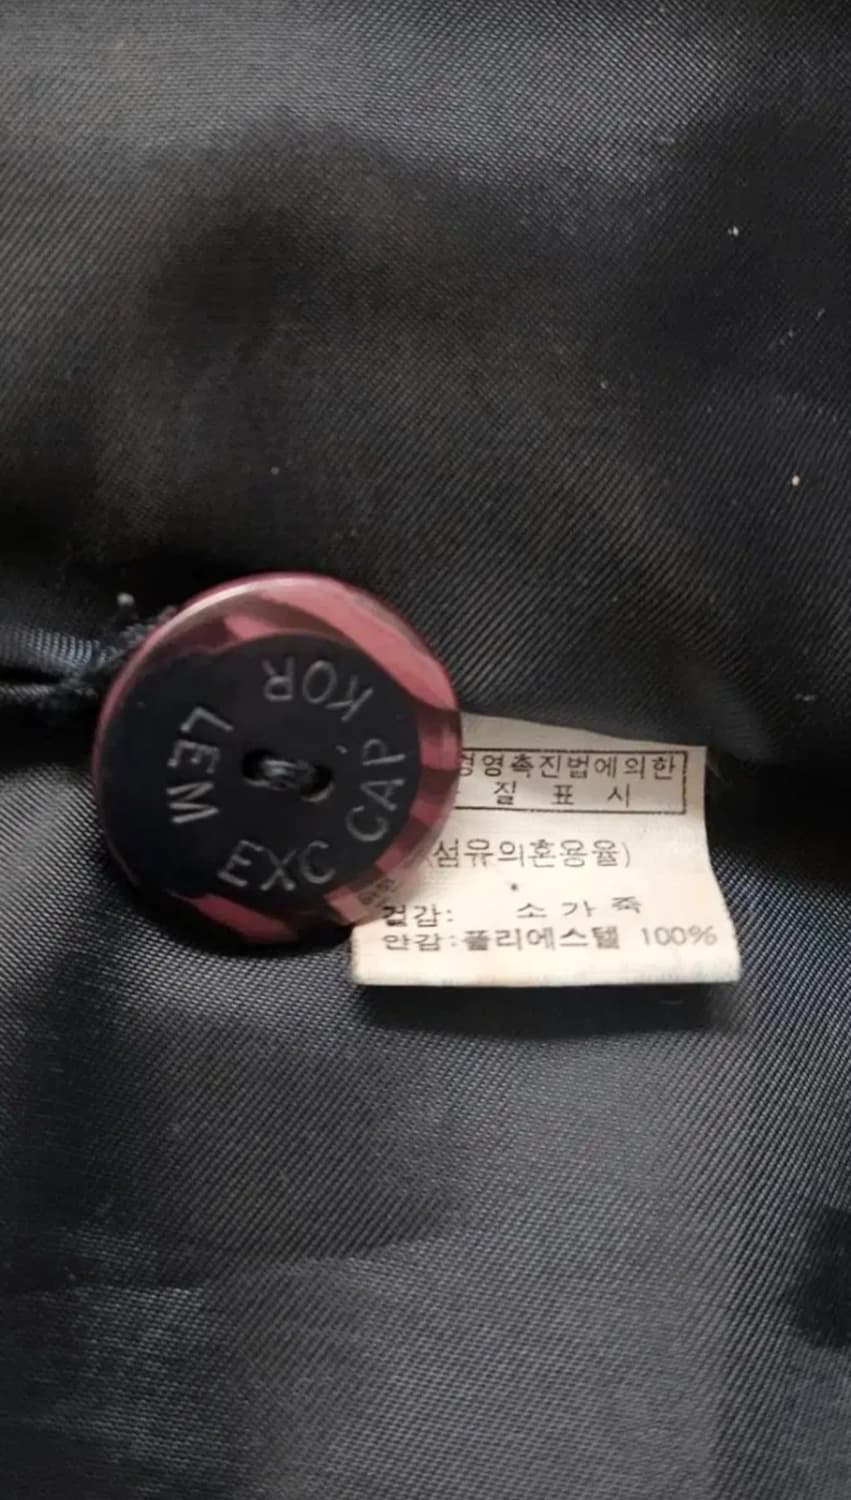 KOR
CAP
EXC
LEM
경영촉진법에의한
질 표 시
(섬유의혼용율)
겉감: 소가죽
안감:폴리에스텔 100%